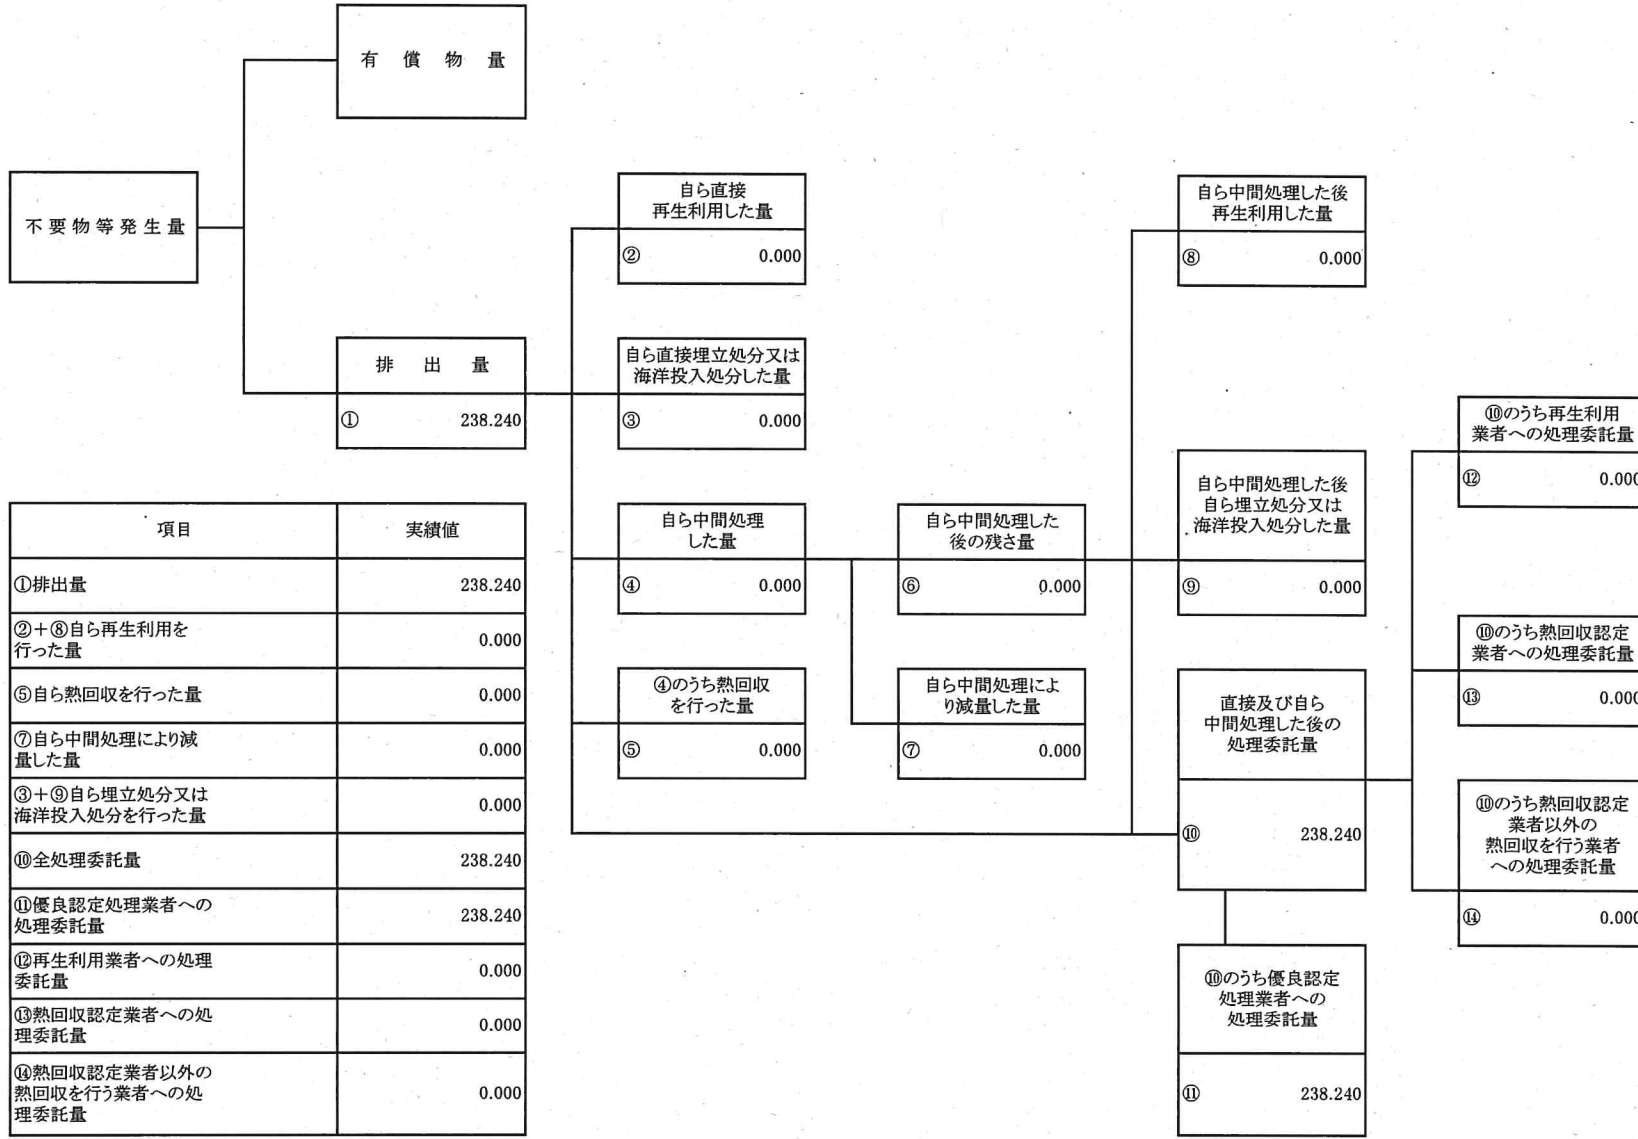 有償物量
不要物等発生量
排出量
① 238.240
自ら直接
再生利用した量
② 0.000
自ら直接埋立処分又は
海洋投入処分した量
③ 0.000
自ら中間処理
した量
④ 0.000
④のうち熱回収
を行った量
⑤ 0.000
自ら中間処理した
後の残さ量
⑥ 0.000
自ら中間処理によ
り減量した量
⑦ 0.000
自ら中間処理した後
再生利用した量
⑧ 0.000
自ら中間処理した後
自ら埋立処分又は
海洋投入処分した量
⑨ 0.000
直接及び自ら
中間処理した後の
処理委託量
⑩ 238.240
⑩のうち優良認定
処理業者への
処理委託量
⑪ 238.240
⑩のうち再生利用
業者への処理委託量
⑫ 0.000
⑩のうち熱回収認定
業者への処理委託量
⑬ 0.000
⑩のうち熱回収認定
業者以外の
熱回収を行う業者
への処理委託量
⑭ 0.000
項目 実績値
①排出量 238.240
②+⑧自ら再生利用を
行った量 0.000
⑤自ら熱回収を行った量 0.000
⑦自ら中間処理により減
量した量 0.000
③+⑨自ら埋立処分又は
海洋投入処分を行った量 0.000
⑩全処理委託量 238.240
⑪優良認定処理業者への
処理委託量 238.240
⑫再生利用業者への処理
委託量 0.000
⑬熱回収認定業者への処
理委託量 0.000
⑭熱回収認定業者以外の
熱回収を行う業者への処
理委託量 0.000